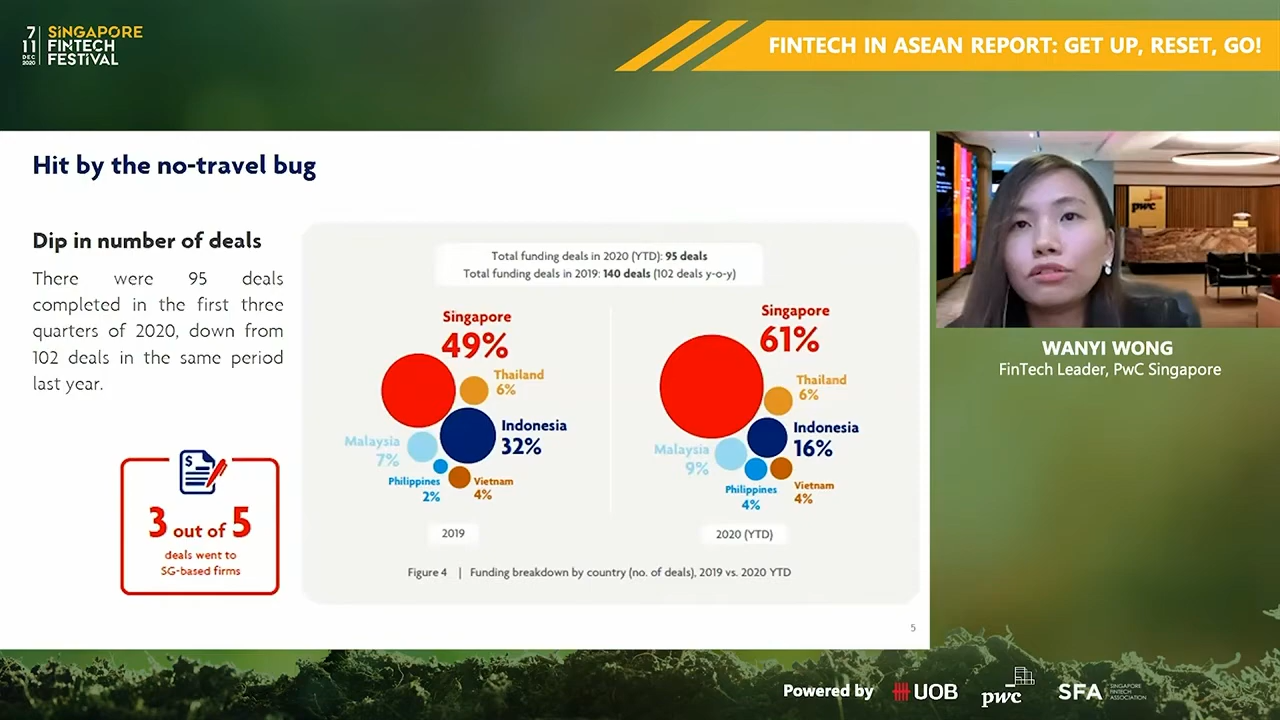 7
11
DEC
2020
SINGAPORE
FINTECH
FESTIVAL
FINTECH IN ASEAN REPORT: GET UP, RESET, GO!
Hit by the no-travel bug
Dip in number of deals
There were 95 deals
completed in the first three
quarters of 2020, down from
102 deals in the same period
last year.
$
3 out of 5
deals went to
SG-based firms
Total funding deals in 2020 (YTD): 95 deals
Total funding deals in 2019: 140 deals (102 deals y-o-y)
Singapore
49%
Thailand
6%
Indonesia
32%
Malaysia
7%
Philippines
2%
Vietnam
4%
2019
Singapore
61%
Thailand
6%
Indonesia
16%
Malaysia
9%
Philippines
4%
Vietnam
4%
2020 (YTD)
Figure 4 | Funding breakdown by country (no. of deals), 2019 vs. 2020 YTD
5
pwc
WANYI WONG
FinTech Leader, PwC Singapore
Powered by
UOB
pwc
SFA
SINGAPORE
FINTECH
ASSOCIATION